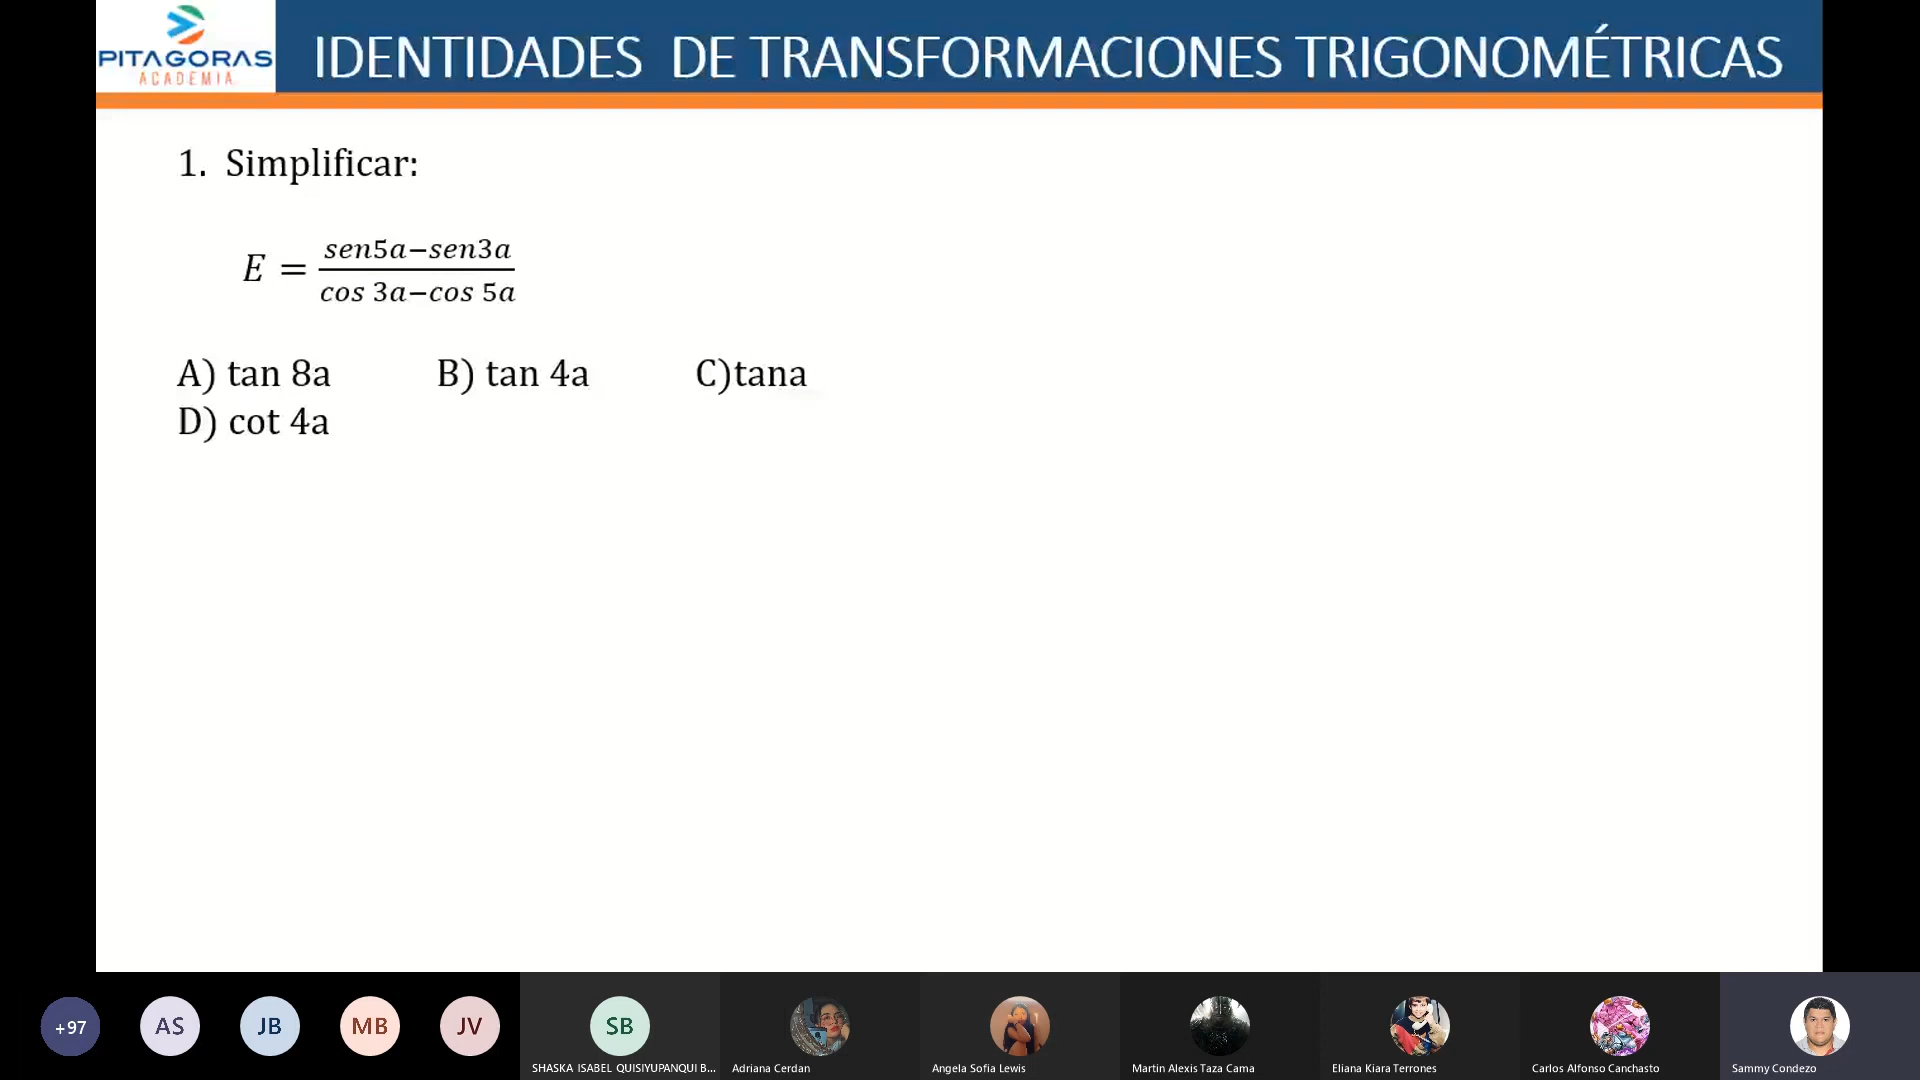 PITAGORAS
ACADEMIA
IDENTIDADES DE TRANSFORMACIONES TRIGONOMÉTRICAS
1. Simplificar:
E = \frac{sen5a−sen3a}{cos 3a−cos 5a}
A) tan 8a B) tan 4a C)tana
D) cot 4a
+97 AS JB MB JV SB
SHASKA ISABEL QUISIYUPANQUI B... Adriana Cerdan Angela Sofia Lewis Martin Alexis Taza Cama Eliana Kiara Terrones Carlos Alfonso Canchasto Sammy Condezo